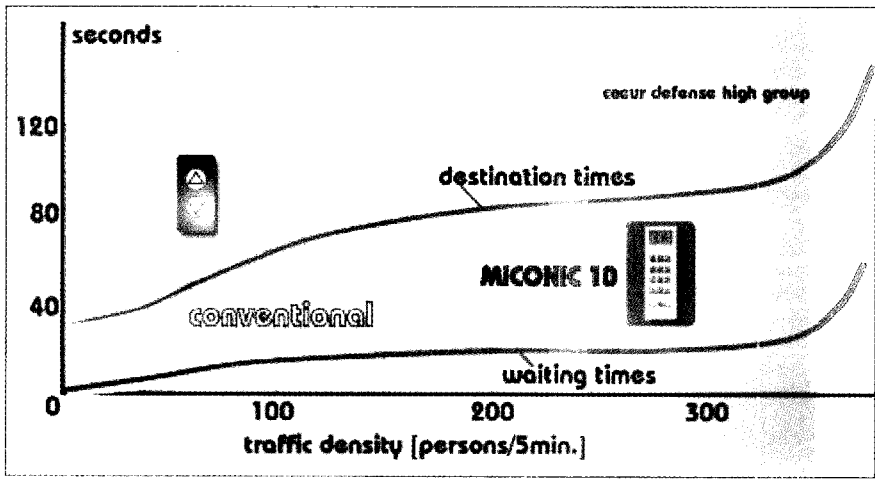 seconds
coeur defense high group
120
destination times
80
MICONIC 10
40
conventional
waiting times
0
100
200
300
traffic density [persons/5min.]